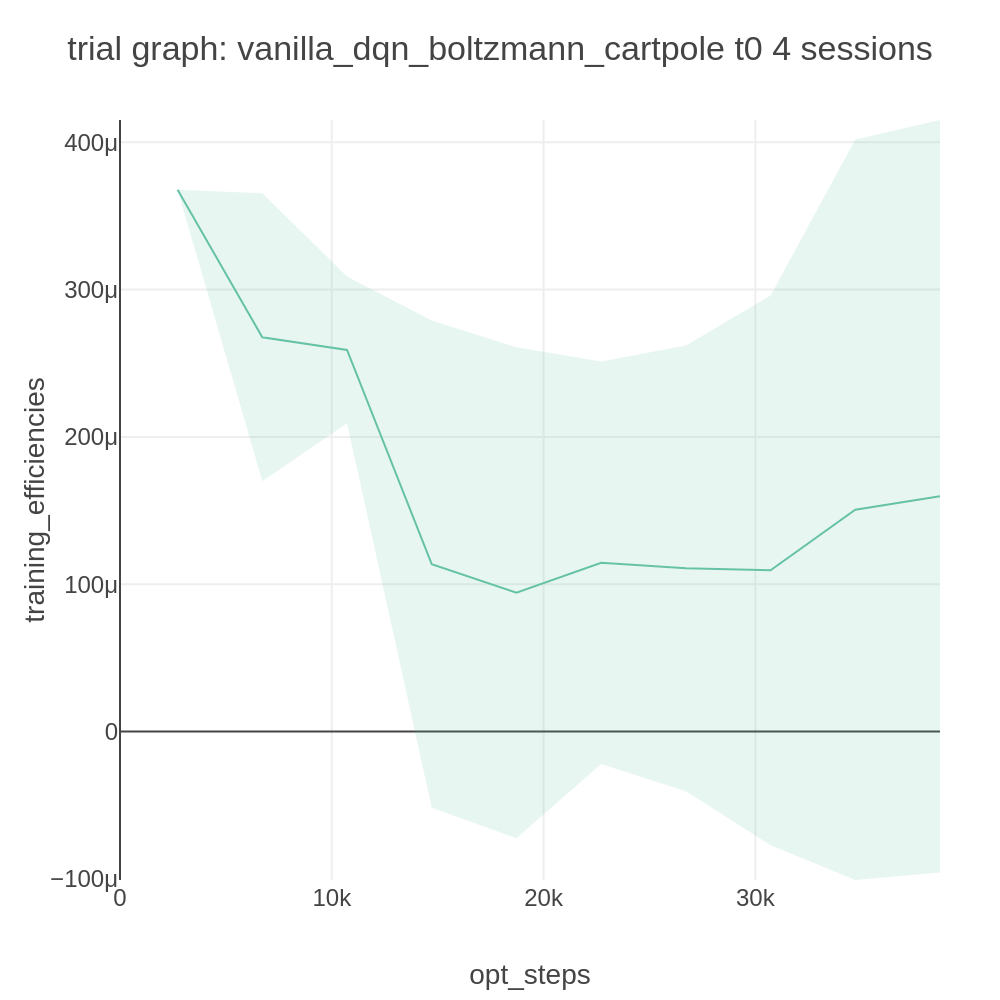 trial graph: vanilla_dqn_boltzmann_cartpole t0 4 sessions
400μ
300μ
200μ
100μ
0
−100μ
training_efficiencies
0
10k
20k
30k
opt_steps